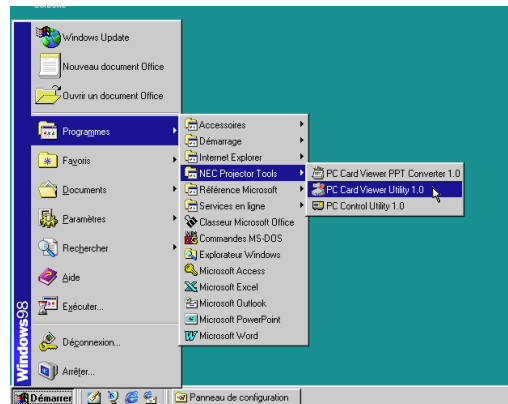 Windows Update
Nouveau document Office
Ouvrir un document Office
Programmes
Favoris
Documents
Paramètres
Rechercher
Aide
Exécuter...
Déconnexion...
Arrêter...
Windows98
Accessoires
Démarrage
Internet Explorer
NEC Projector Tools
Référence Microsoft
Services en ligne
Classeur Microsoft Office
Commandes MS-DOS
Explorateur Windows
Microsoft Access
Microsoft Excel
Microsoft Outlook
Microsoft PowerPoint
Microsoft Word
PC Card Viewer PPT Converter 1.0
PC Card Viewer Utility 1.0
PC Control Utility 1.0
Démarrer
Panneau de configuration